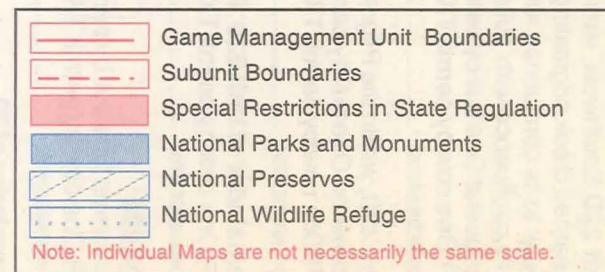 Game Management Unit Boundaries
Subunit Boundaries
Special Restrictions in State Regulation
National Parks and Monuments
National Preserves
National Wildlife Refuge
Note: Individual Maps are not necessarily the same scale.